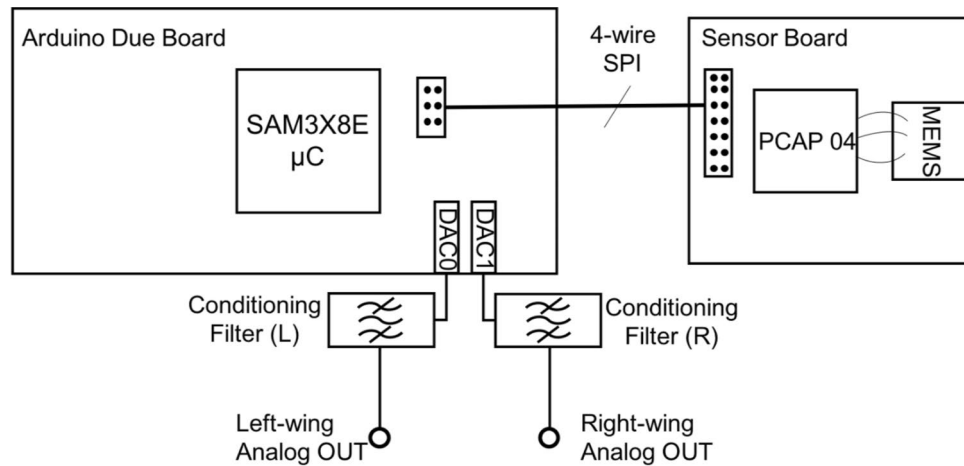 Arduino Due Board
4-wire
SPI
Sensor Board
SAM3X8E
µC
PCAP 04
MEMS
DAC0
DAC1
Conditioning
Filter (L)
Conditioning
Filter (R)
Left-wing
Analog OUT
Right-wing
Analog OUT